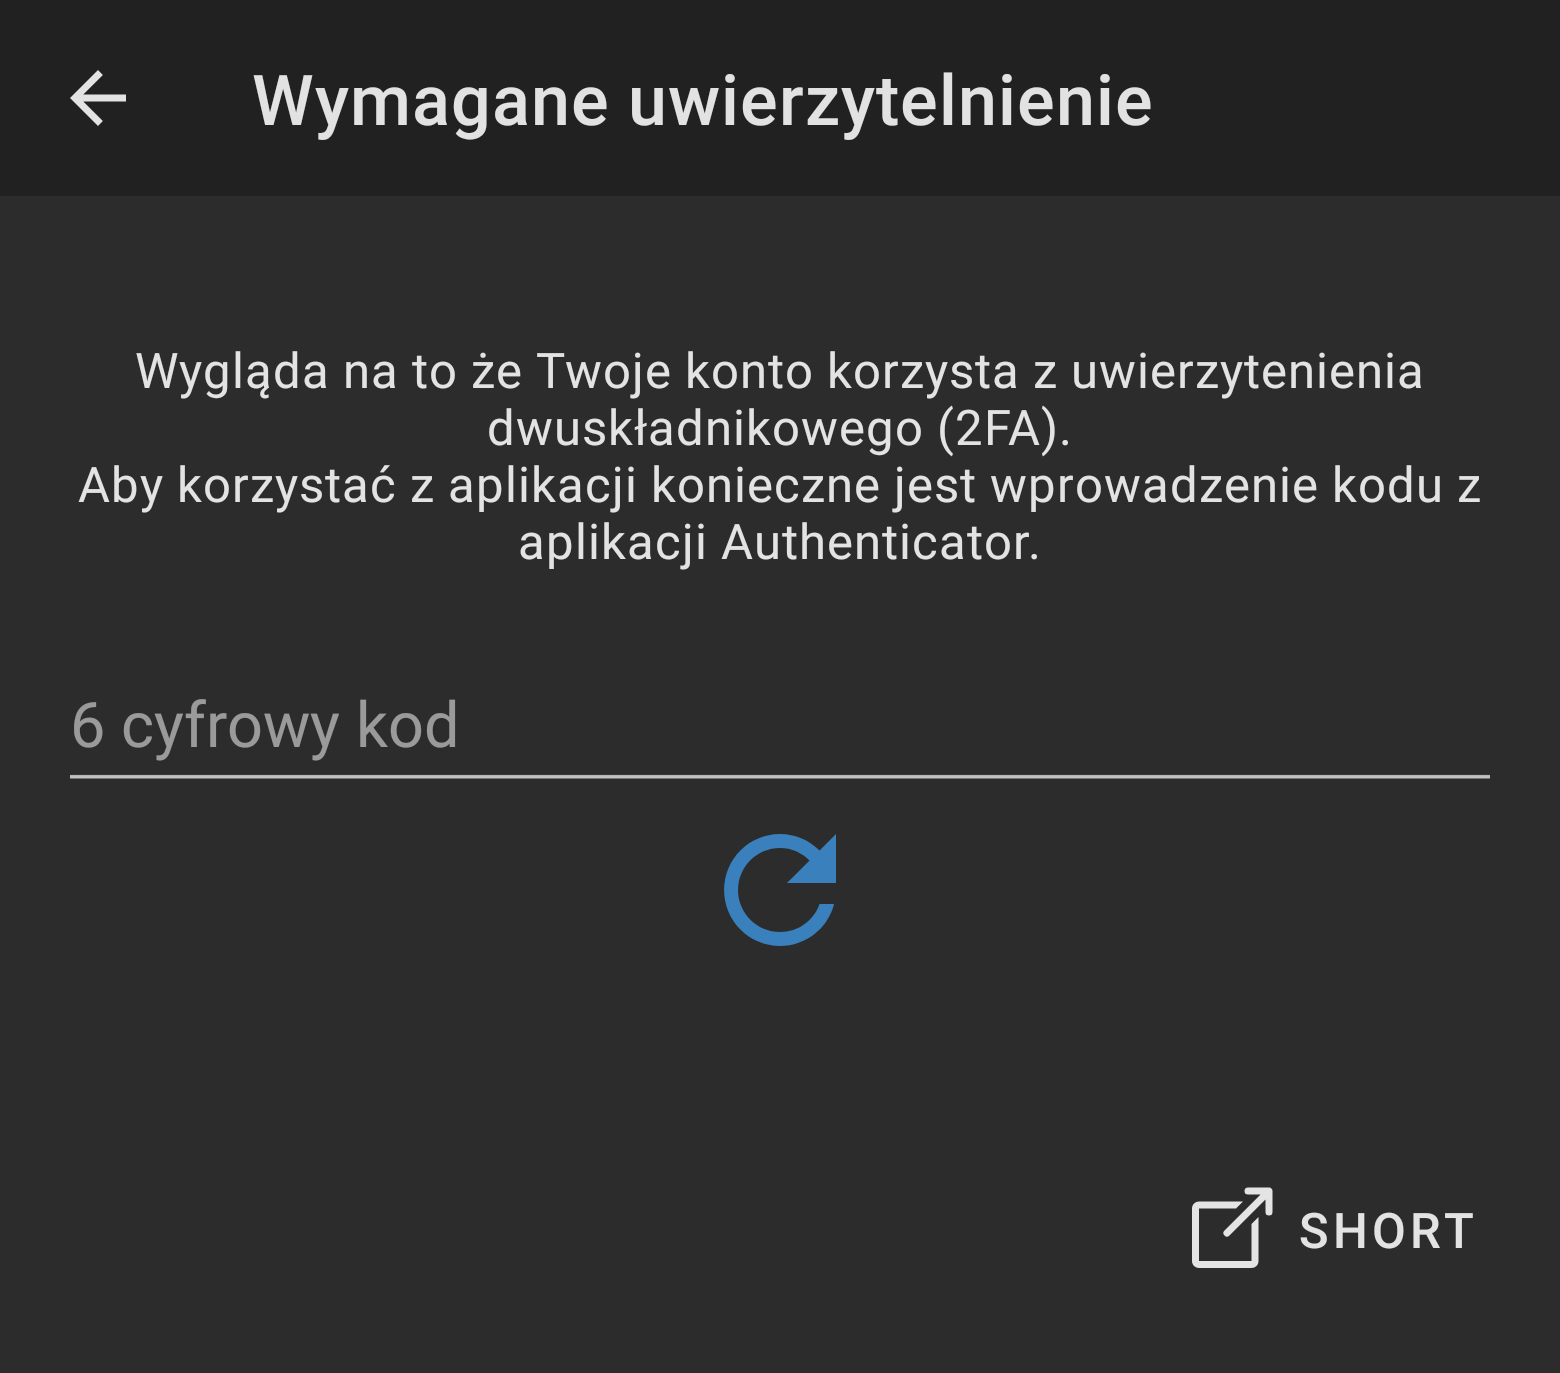 Wymagane uwierzytelnienie
Wygląda na to że Twoje konto korzysta z uwierzytenienia
dwuskładnikowego (2FA).
Aby korzystać z aplikacji konieczne jest wprowadzenie kodu z
aplikacji Authenticator.
6 cyfrowy kod
SHORT